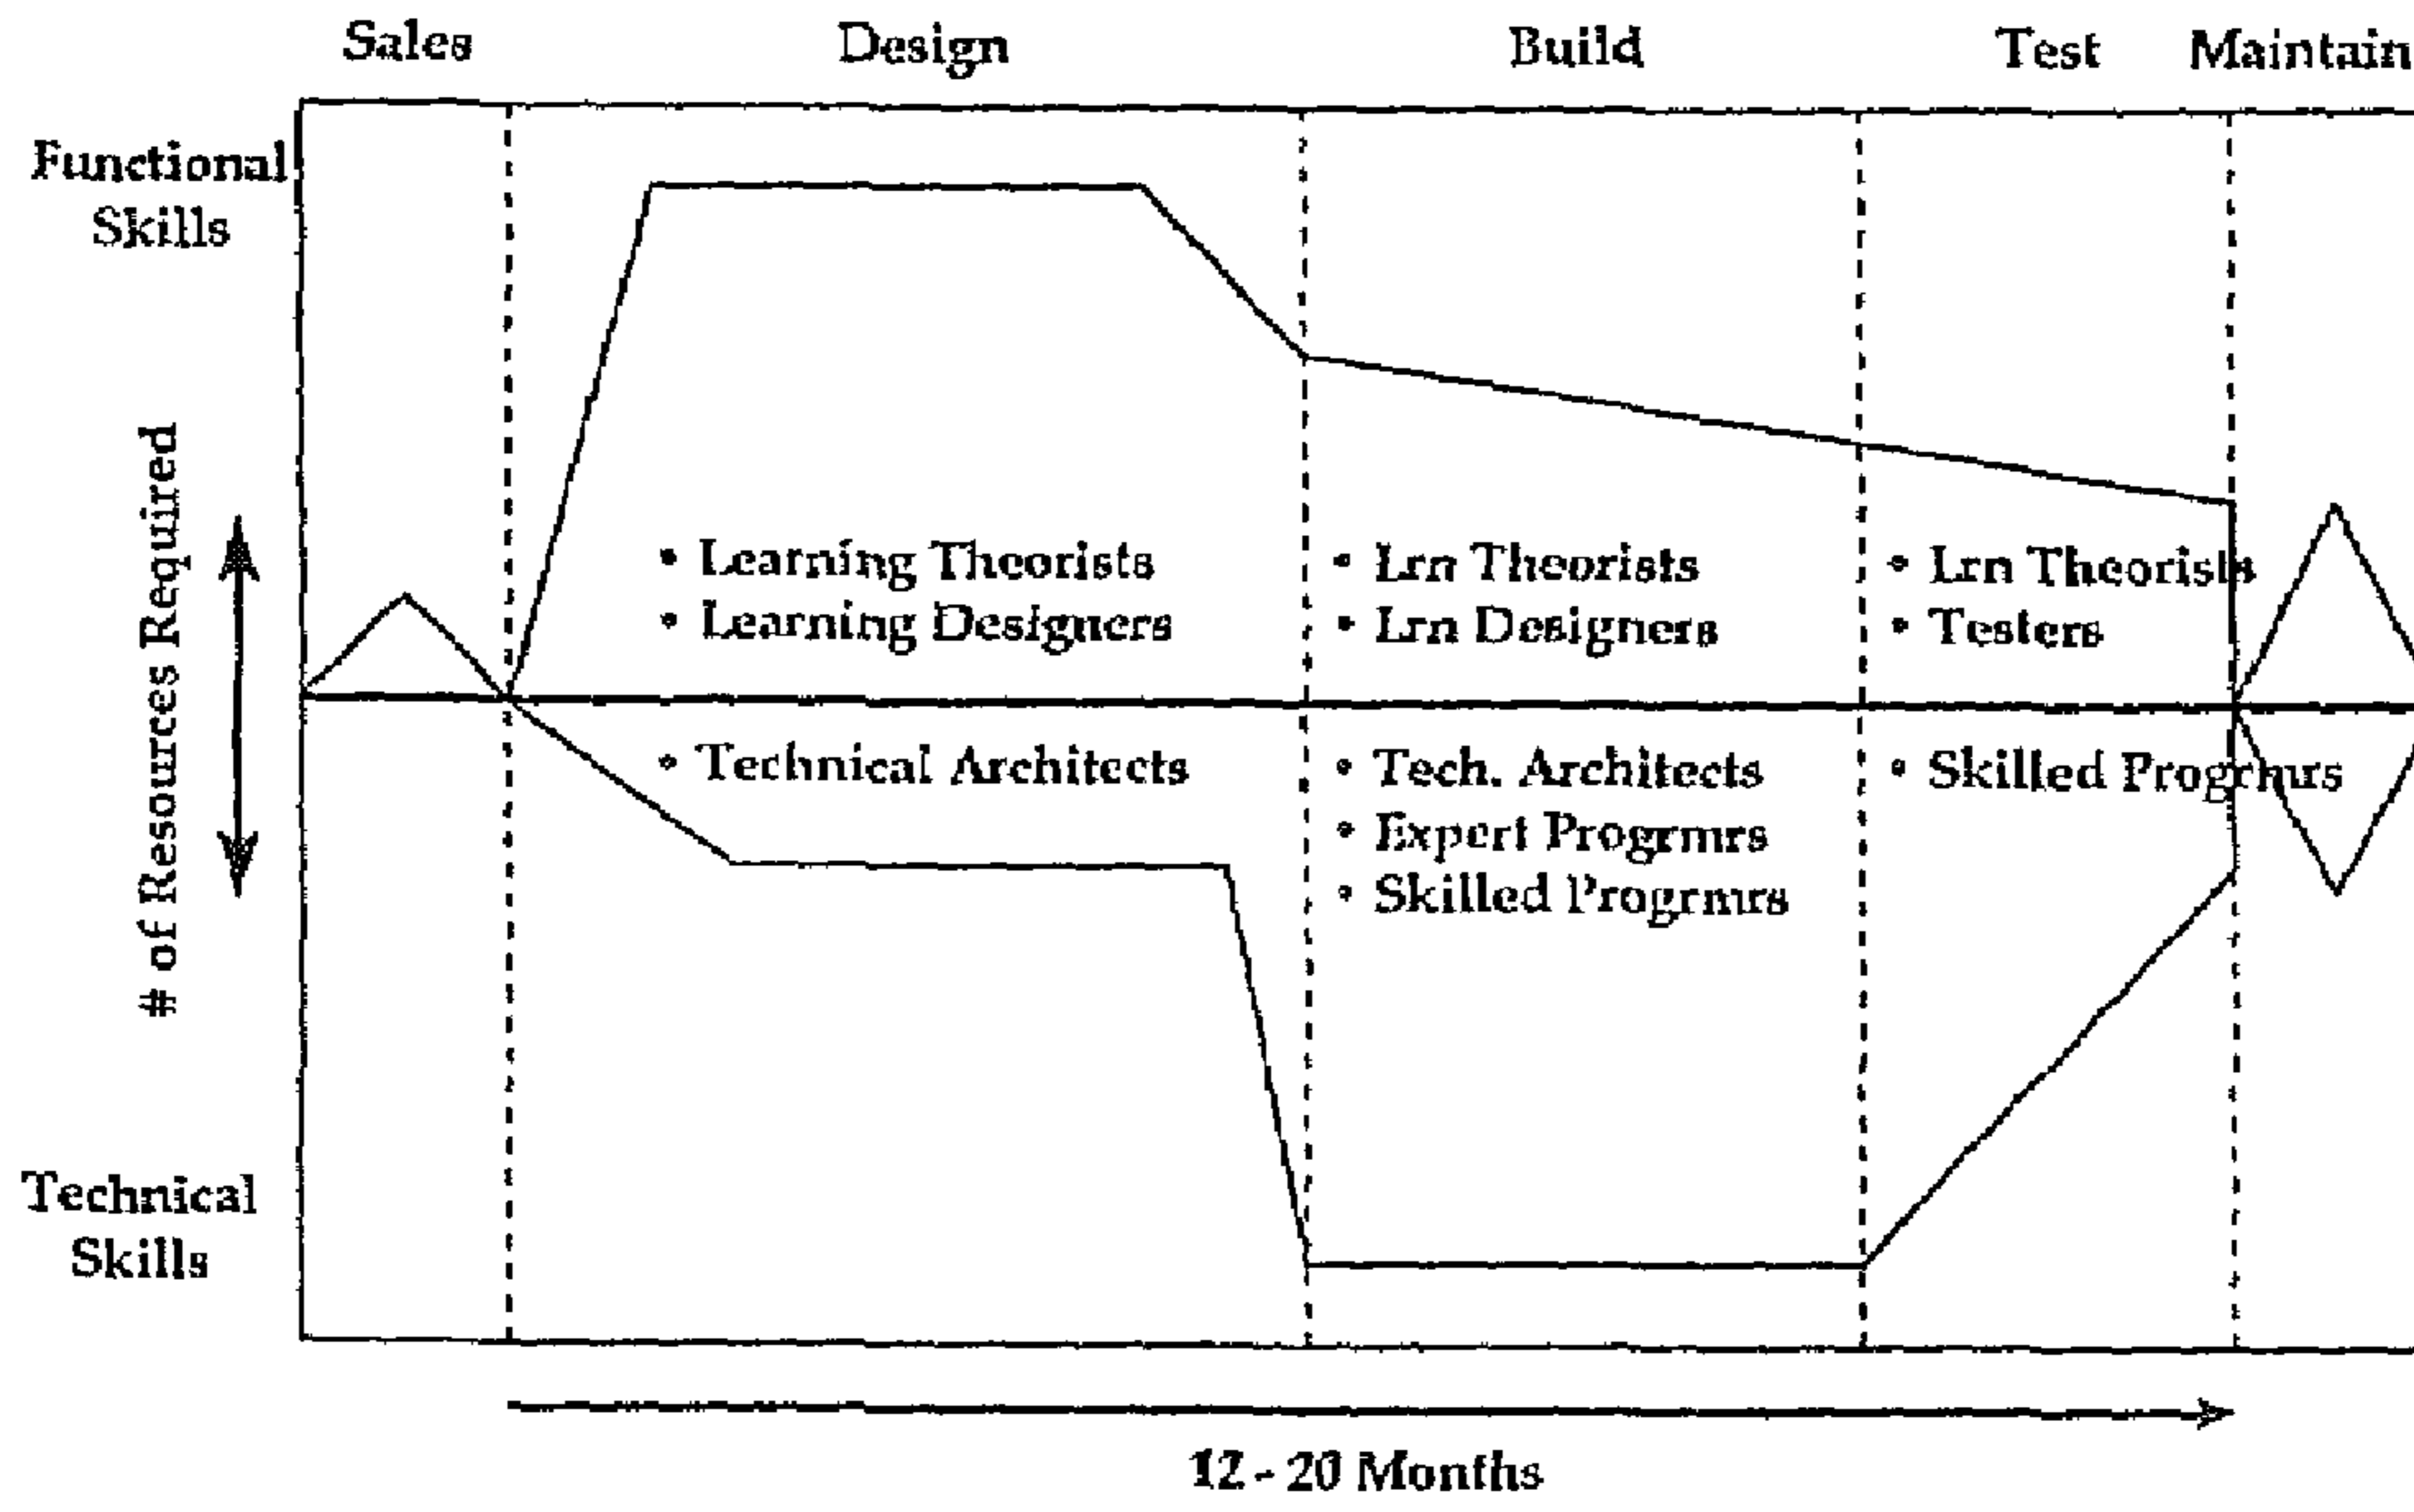 Sales
Design
Build
Test
Maintain
Functional
Skills
# of Resources Required
• Learning Theorists
• Learning Designers
• Lrn Theorists
• Lrn Designers
• Lrn Theorists
• Testers
• Technical Architects
• Tech. Architects
• Expert Progrmrs
• Skilled Progrmrs
• Skilled Progrmrs
Technical
Skills
12 - 20 Months